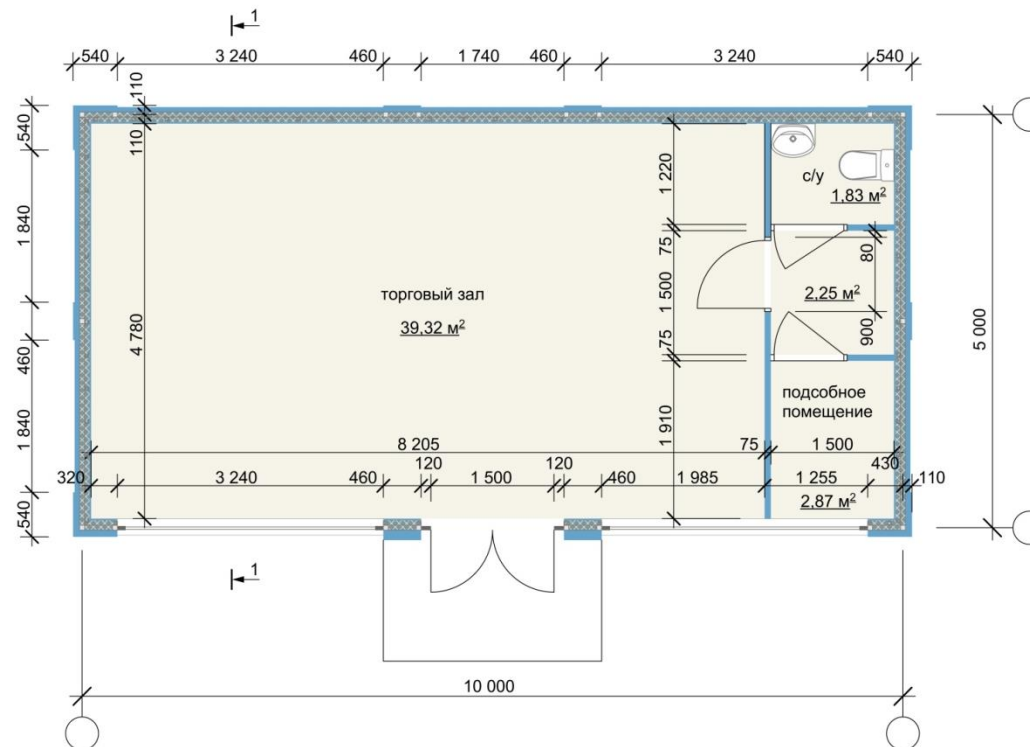 1
540 3 240 460 1 740 460 3 240 540
110
540
110
1 220
с/у
1,83 м²
1 840
75
80
торговый зал
39,32 м²
1 500
2,25 м²
4 780
5 000
460
75
900
подсобное
помещение
1 840
1 910
8 205 75 1 500
120 120 430
320 3 240 460 1 500 460 1 985 1 255 110
2,87 м²
540
1
10 000